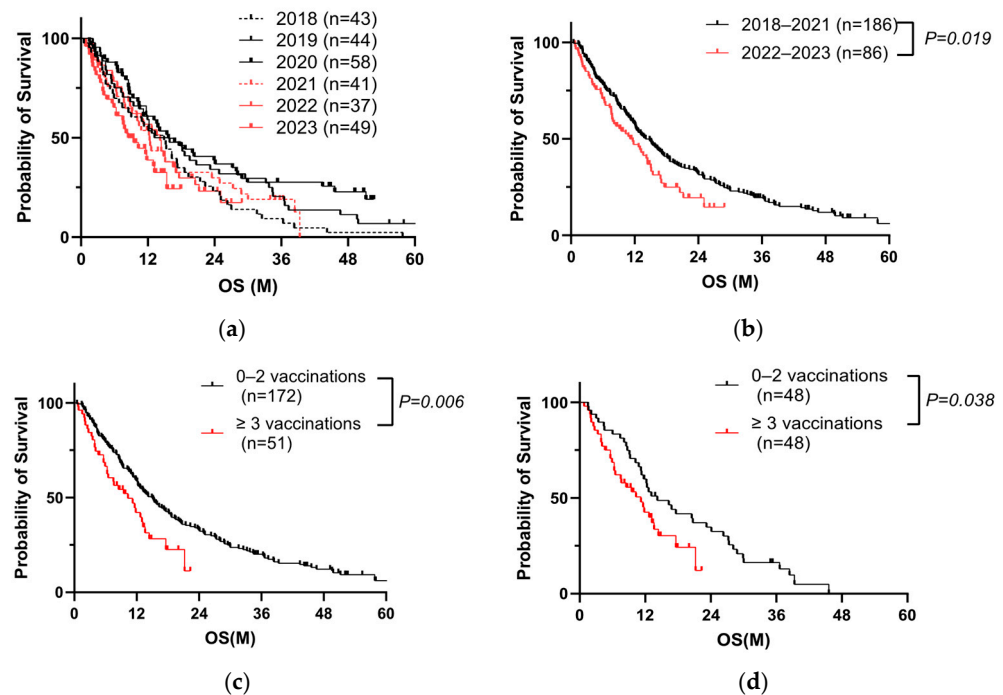 2018 (n=43)
2019 (n=44)
2020 (n=58)
2021 (n=41)
2022 (n=37)
2023 (n=49)
Probability of Survival
100
50
0
0 12 24 36 48 60
OS (M)
(a)
2018–2021 (n=186)
2022–2023 (n=86)
P=0.019
Probability of Survival
100
50
0
0 12 24 36 48 60
OS (M)
(b)
0–2 vaccinations
(n=172)
≥ 3 vaccinations
(n=51)
P=0.006
Probability of Survival
100
50
0
0 12 24 36 48 60
OS(M)
(c)
0–2 vaccinations
(n=48)
≥ 3 vaccinations
(n=48)
P=0.038
Probability of Survival
100
50
0
0 12 24 36 48 60
OS(M)
(d)